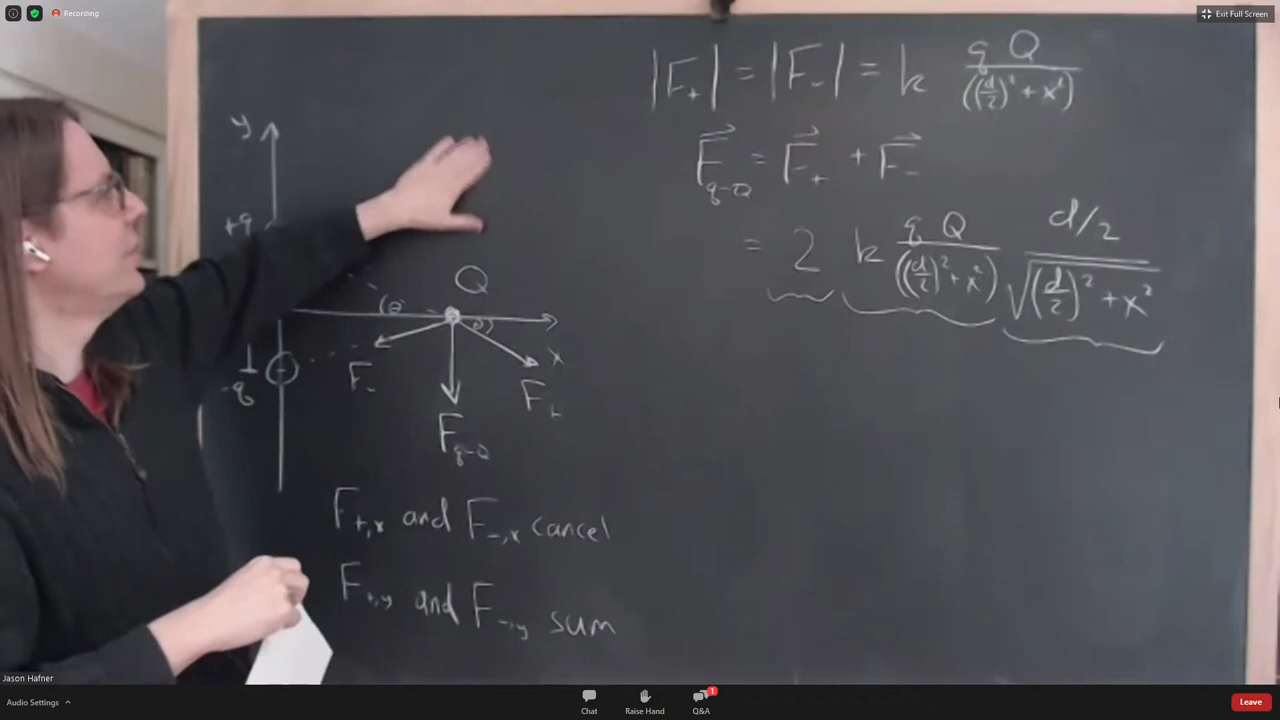 Recording
Exit Full Screen
|F₊| = |F₋| = k qQ/((d/2)² + x²)
F⃗q-Q = F⃗₊ + F⃗₋
= 2 k qQ/((d/2)² + x²) d/2/√((d/2)² + x²)
y
+q
Q
θ
θ
x
-q
F₋
F₊
Fq-Q
F₊,x and F₋,x cancel
F₊,y and F₋,y sum
Jason Hafner
Audio Settings
Chat
Raise Hand
Q&A
1
Leave